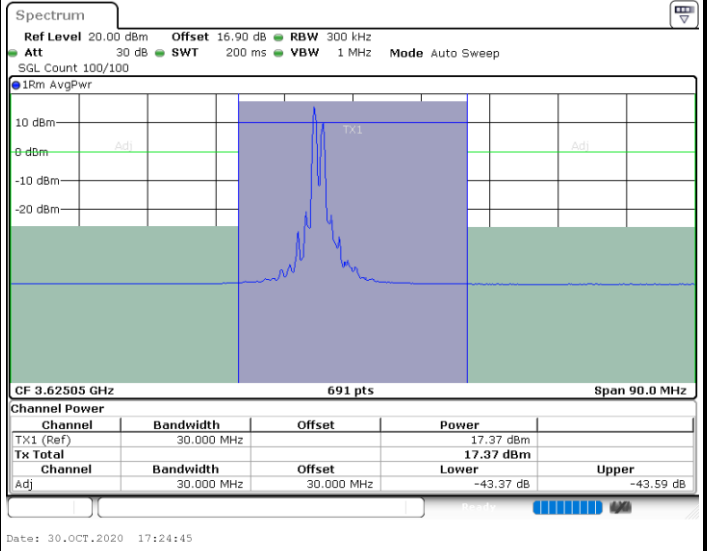 Spectrum
Ref Level 20.00 dBm Offset 16.90 dB RBW 300 kHz
Att 30 dB SWT 200 ms VBW 1 MHz Mode Auto Sweep
SGL Count 100/100
1Rm AvgPwr
10 dBm
TX1
Adj
Adj
0 dBm
-10 dBm
-20 dBm
CF 3.62505 GHz 691 pts Span 90.0 MHz
Channel Power
Channel Bandwidth Offset Power
TX1 (Ref) 30.000 MHz 17.37 dBm
Tx Total 17.37 dBm
Channel Bandwidth Offset Lower Upper
Adj 30.000 MHz 30.000 MHz -43.37 dB -43.59 dB
Ready
Date: 30.OCT.2020 17:24:45